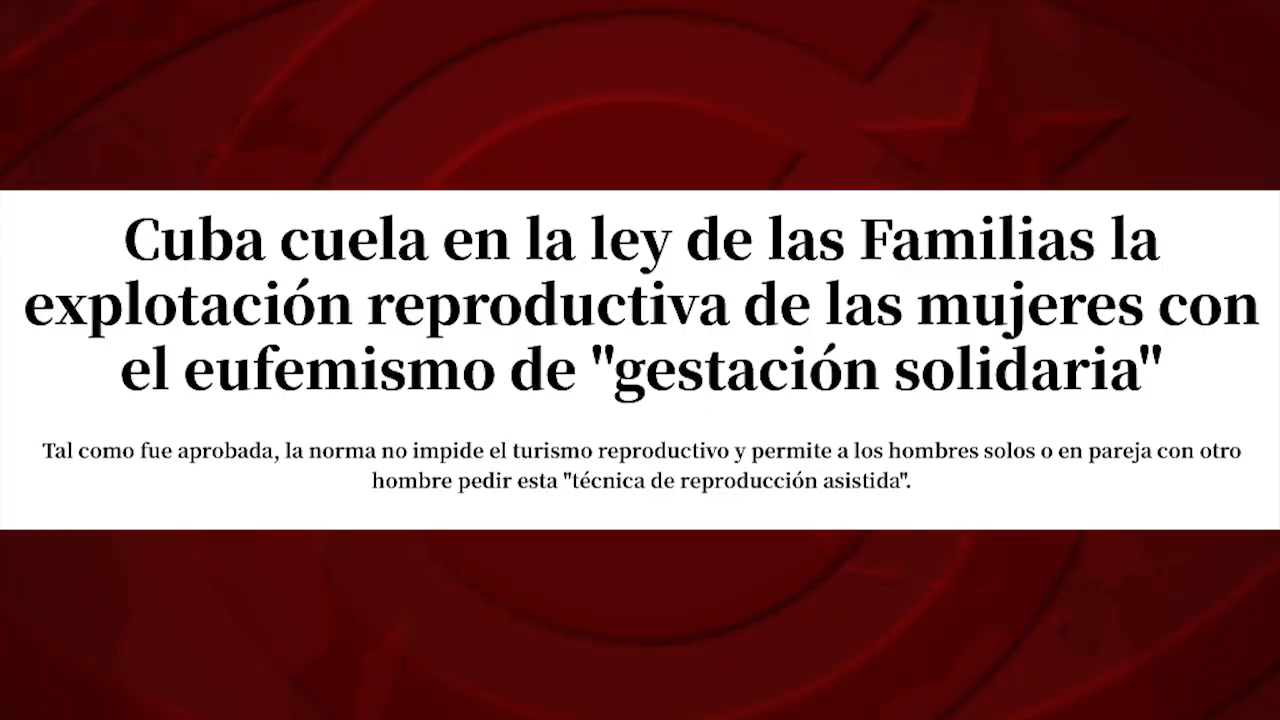 Cuba cuela en la ley de las Familias la
explotación reproductiva de las mujeres con
el eufemismo de "gestación solidaria"
Tal como fue aprobada, la norma no impide el turismo reproductivo y permite a los hombres solos o en pareja con otro
hombre pedir esta "técnica de reproducción asistida".